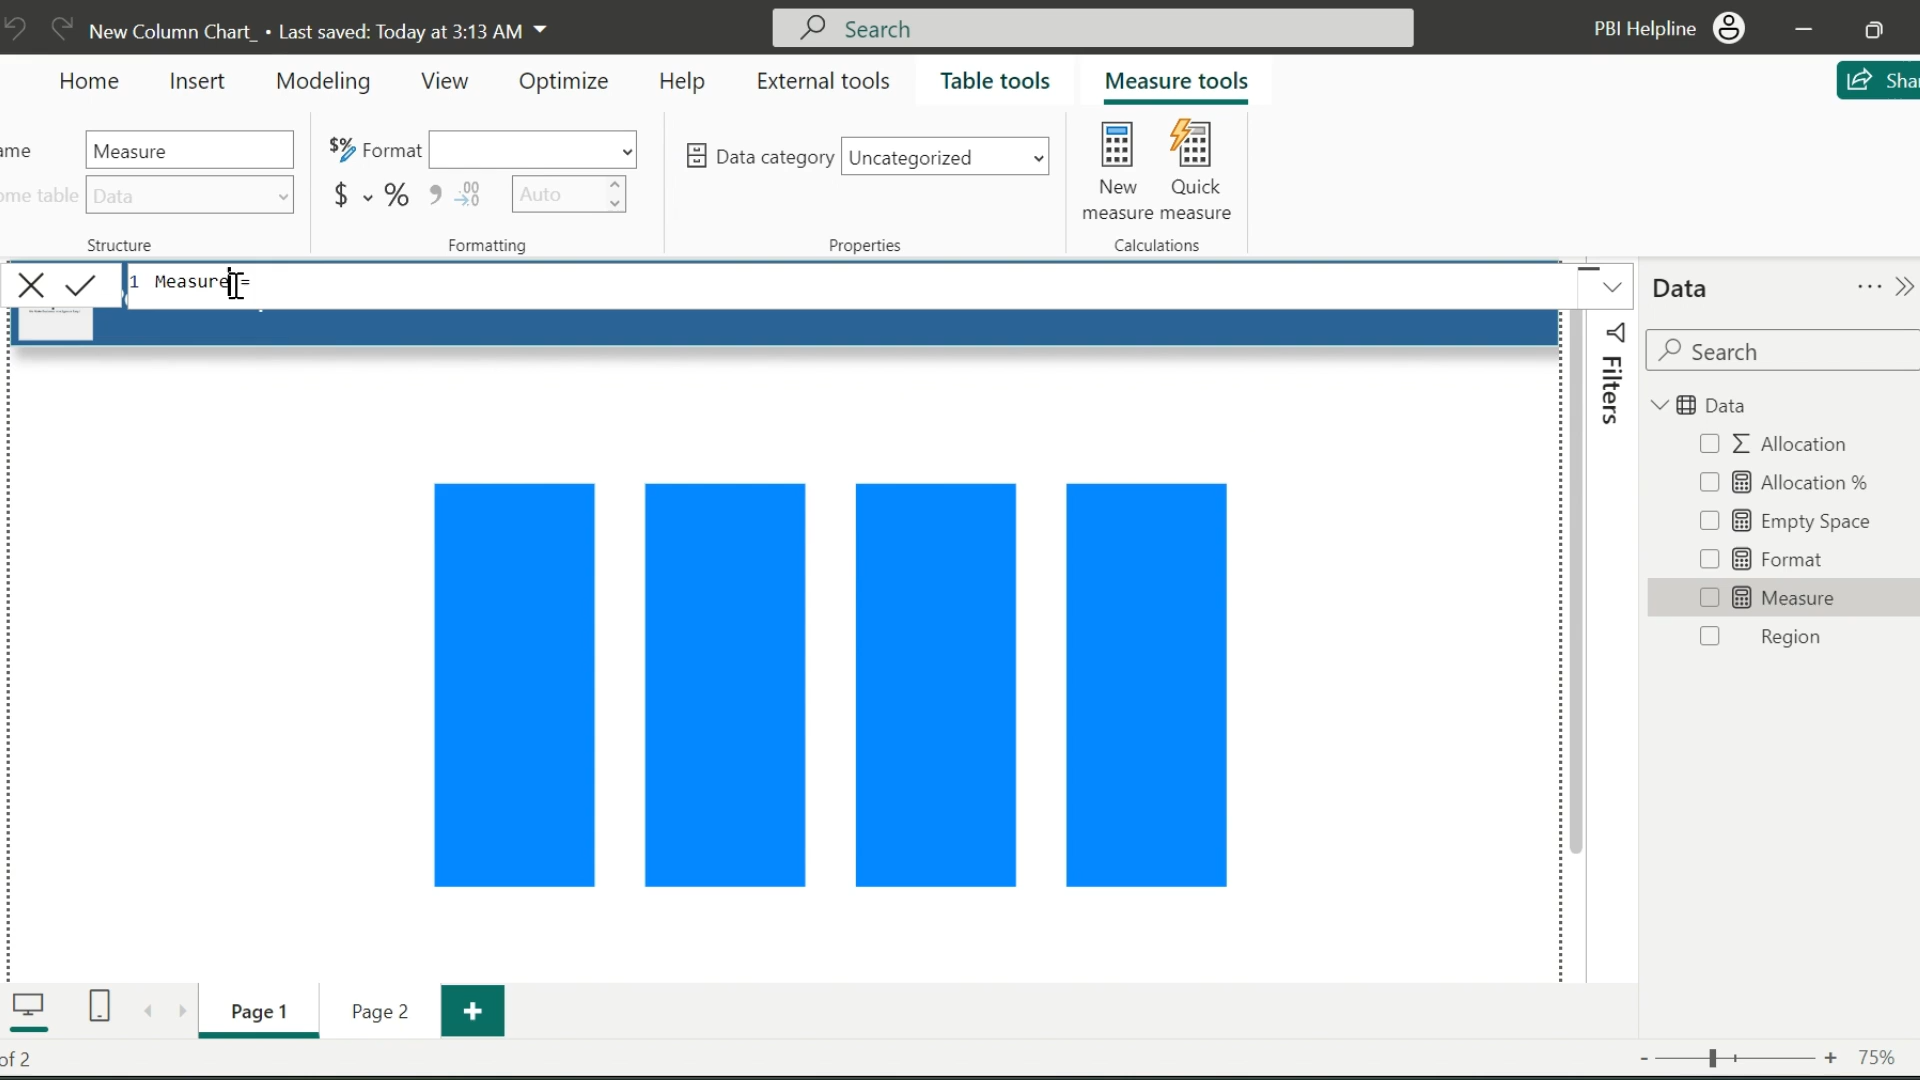 New Column Chart_ • Last saved: Today at 3:13 AM
Search
PBI Helpline
Home Insert Modeling View Optimize Help External tools Table tools Measure tools
Shar
ame Measure
ome table Data
Structure
$% Format
$ % , .00 Auto
Formatting
Data category Uncategorized
Properties
New measure
Quick measure
Calculations
1 Measure =
Data
Search
Filters
Data
Allocation
Allocation %
Empty Space
Format
Measure
Region
Page 1 Page 2 +
of 2
- + 75%